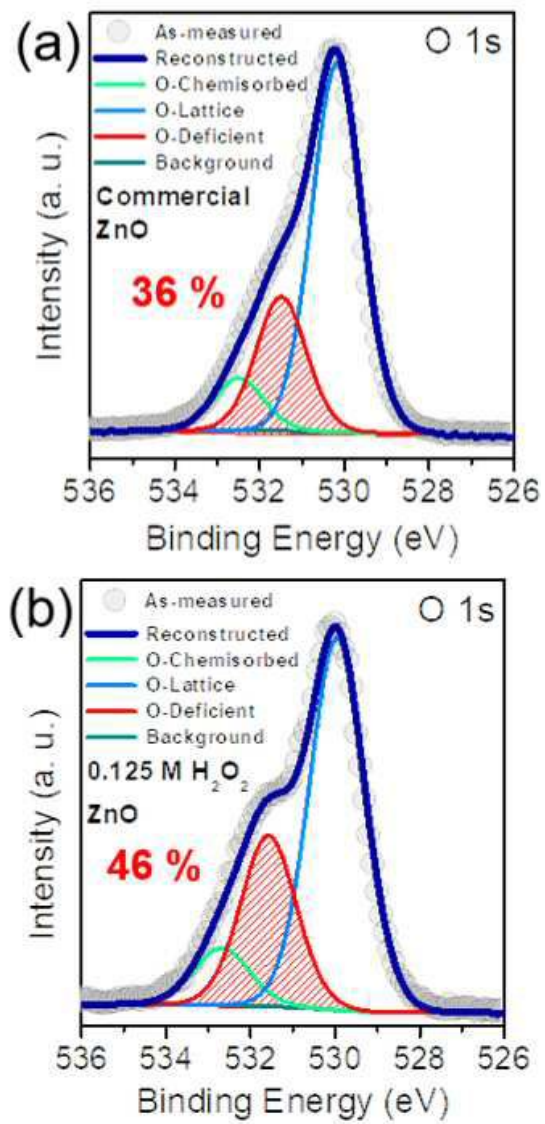 (a)
As-measured
O 1s
Reconstructed
O-Chemisorbed
O-Lattice
O-Deficient
Background
Commercial
ZnO
36 %
Intensity (a. u.)
536 534 532 530 528 526
Binding Energy (eV)
(b)
As-measured
O 1s
Reconstructed
O-Chemisorbed
O-Lattice
O-Deficient
Background
0.125 M H₂O₂
ZnO
46 %
Intensity (a. u.)
536 534 532 530 528 526
Binding Energy (eV)